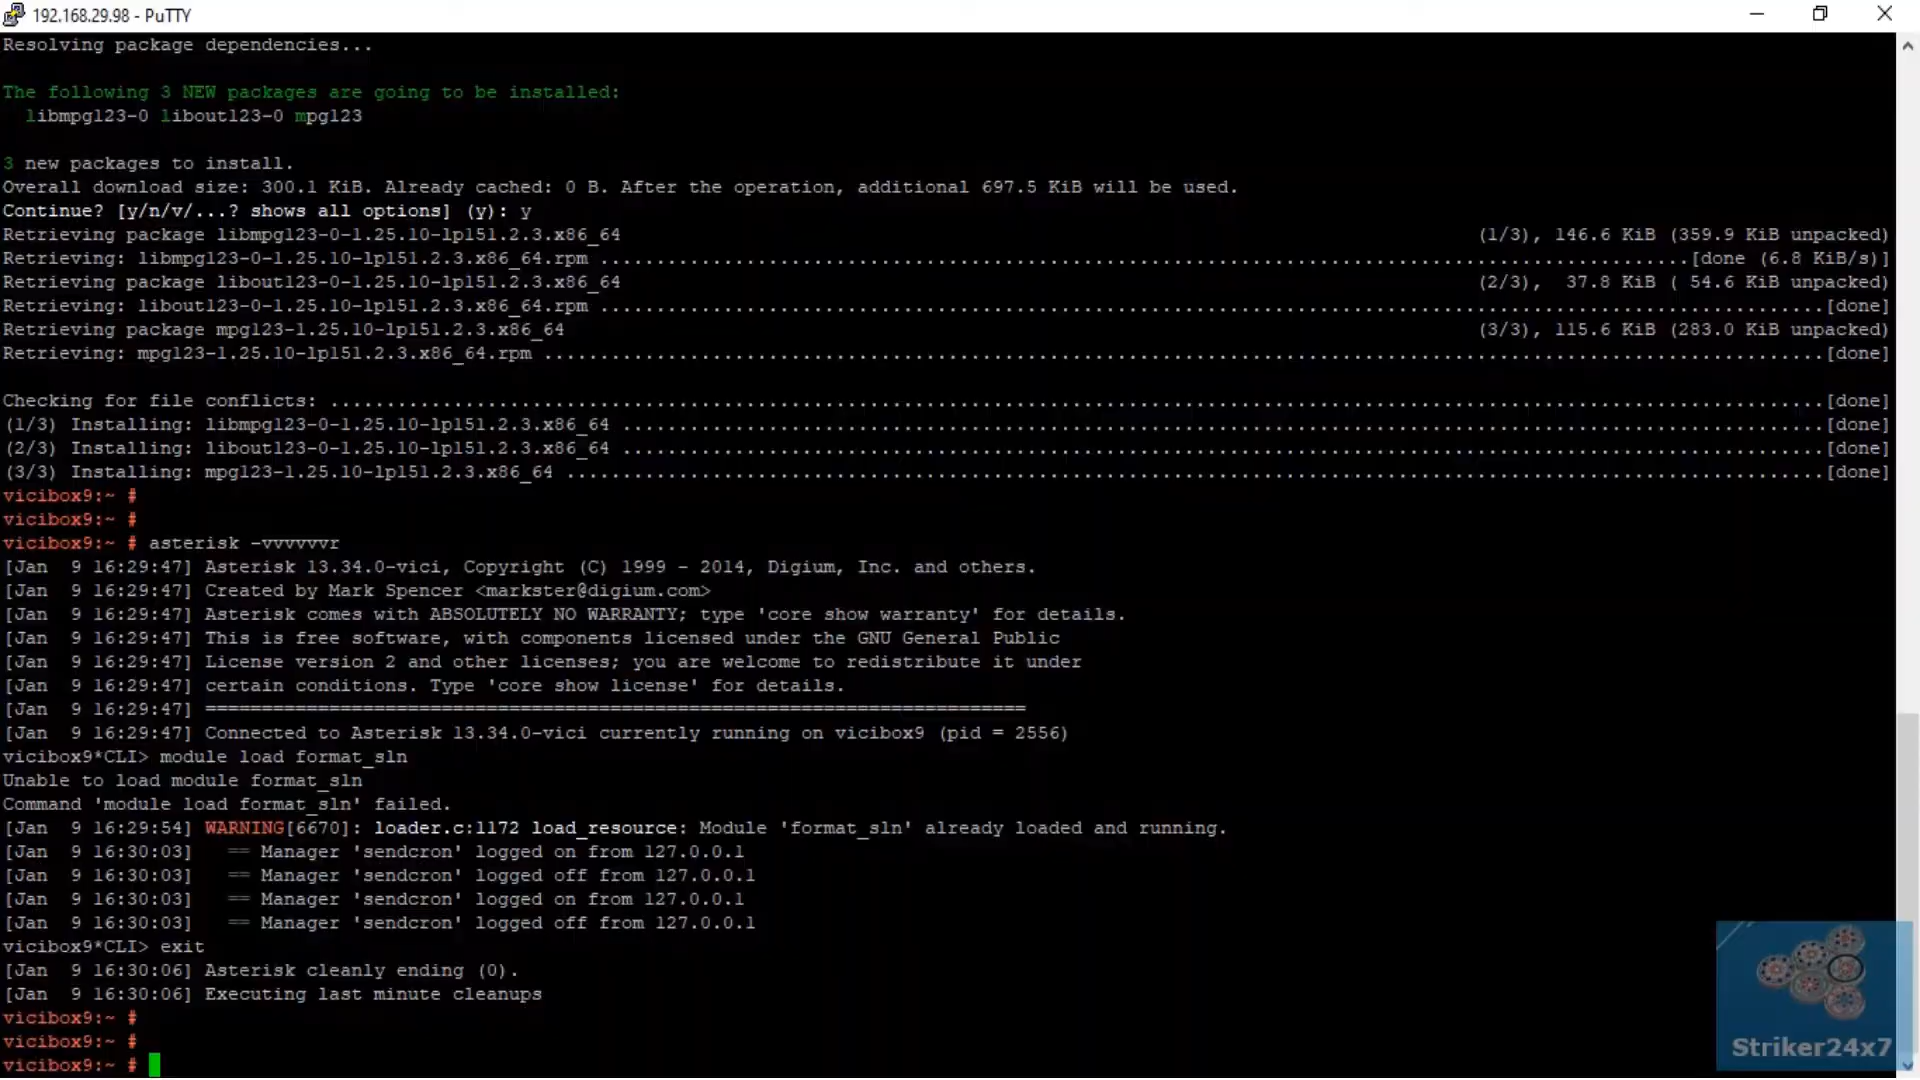 192.168.29.98 - PuTTY
Resolving package dependencies...
The following 3 NEW packages are going to be installed:
libmpg123-0 libout123-0 mpg123
3 new packages to install.
Overall download size: 300.1 KiB. Already cached: 0 B. After the operation, additional 697.5 KiB will be used.
Continue? [y/n/v/...? shows all options] (y): y
Retrieving package libmpg123-0-1.25.10-lp151.2.3.x86_64 (1/3), 146.6 KiB (359.9 KiB unpacked)
Retrieving: libmpg123-0-1.25.10-lp151.2.3.x86_64.rpm ...[done (6.8 KiB/s)]
Retrieving package libout123-0-1.25.10-lp151.2.3.x86_64 (2/3),  37.8 KiB ( 54.6 KiB unpacked)
Retrieving: libout123-0-1.25.10-lp151.2.3.x86_64.rpm ...[done]
Retrieving package mpg123-1.25.10-lp151.2.3.x86_64 (3/3), 115.6 KiB (283.0 KiB unpacked)
Retrieving: mpg123-1.25.10-lp151.2.3.x86_64.rpm ...[done]
Checking for file conflicts: ...[done]
(1/3) Installing: libmpg123-0-1.25.10-lp151.2.3.x86_64 ...[done]
(2/3) Installing: libout123-0-1.25.10-lp151.2.3.x86_64 ...[done]
(3/3) Installing: mpg123-1.25.10-lp151.2.3.x86_64 ...[done]
vicibox9:~ #
vicibox9:~ #
vicibox9:~ # asterisk -vvvvvvr
[Jan  9 16:29:47] Asterisk 13.34.0-vici, Copyright (C) 1999 - 2014, Digium, Inc. and others.
[Jan  9 16:29:47] Created by Mark Spencer <markster@digium.com>
[Jan  9 16:29:47] Asterisk comes with ABSOLUTELY NO WARRANTY; type 'core show warranty' for details.
[Jan  9 16:29:47] This is free software, with components licensed under the GNU General Public
[Jan  9 16:29:47] License version 2 and other licenses; you are welcome to redistribute it under
[Jan  9 16:29:47] certain conditions. Type 'core show license' for details.
[Jan  9 16:29:47] =========================================================================
[Jan  9 16:29:47] Connected to Asterisk 13.34.0-vici currently running on vicibox9 (pid = 2556)
vicibox9*CLI> module load format_sln
Unable to load module format_sln
Command 'module load format_sln' failed.
[Jan  9 16:29:54] WARNING[6670]: loader.c:1172 load_resource: Module 'format_sln' already loaded and running.
[Jan  9 16:30:03]   == Manager 'sendcron' logged on from 127.0.0.1
[Jan  9 16:30:03]   == Manager 'sendcron' logged off from 127.0.0.1
[Jan  9 16:30:03]   == Manager 'sendcron' logged on from 127.0.0.1
[Jan  9 16:30:03]   == Manager 'sendcron' logged off from 127.0.0.1
vicibox9*CLI> exit
[Jan  9 16:30:06] Asterisk cleanly ending (0).
[Jan  9 16:30:06] Executing last minute cleanups
vicibox9:~ #
vicibox9:~ #
vicibox9:~ #
Striker24x7